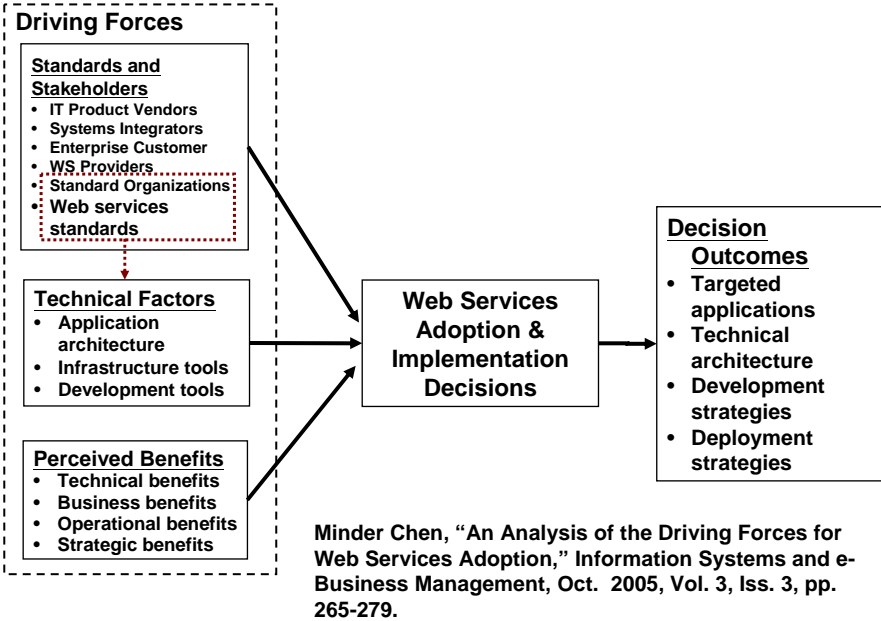 Driving Forces
Standards and
Stakeholders
• IT Product Vendors
• Systems Integrators
• Enterprise Customer
• WS Providers
• Standard Organizations
• Web services
standards
Technical Factors
• Application
architecture
• Infrastructure tools
• Development tools
Perceived Benefits
• Technical benefits
• Business benefits
• Operational benefits
• Strategic benefits
Web Services
Adoption &
Implementation
Decisions
Decision
Outcomes
• Targeted
applications
• Technical
architecture
• Development
strategies
• Deployment
strategies
Minder Chen, “An Analysis of the Driving Forces for
Web Services Adoption,” Information Systems and e-
Business Management, Oct. 2005, Vol. 3, Iss. 3, pp.
265-279.